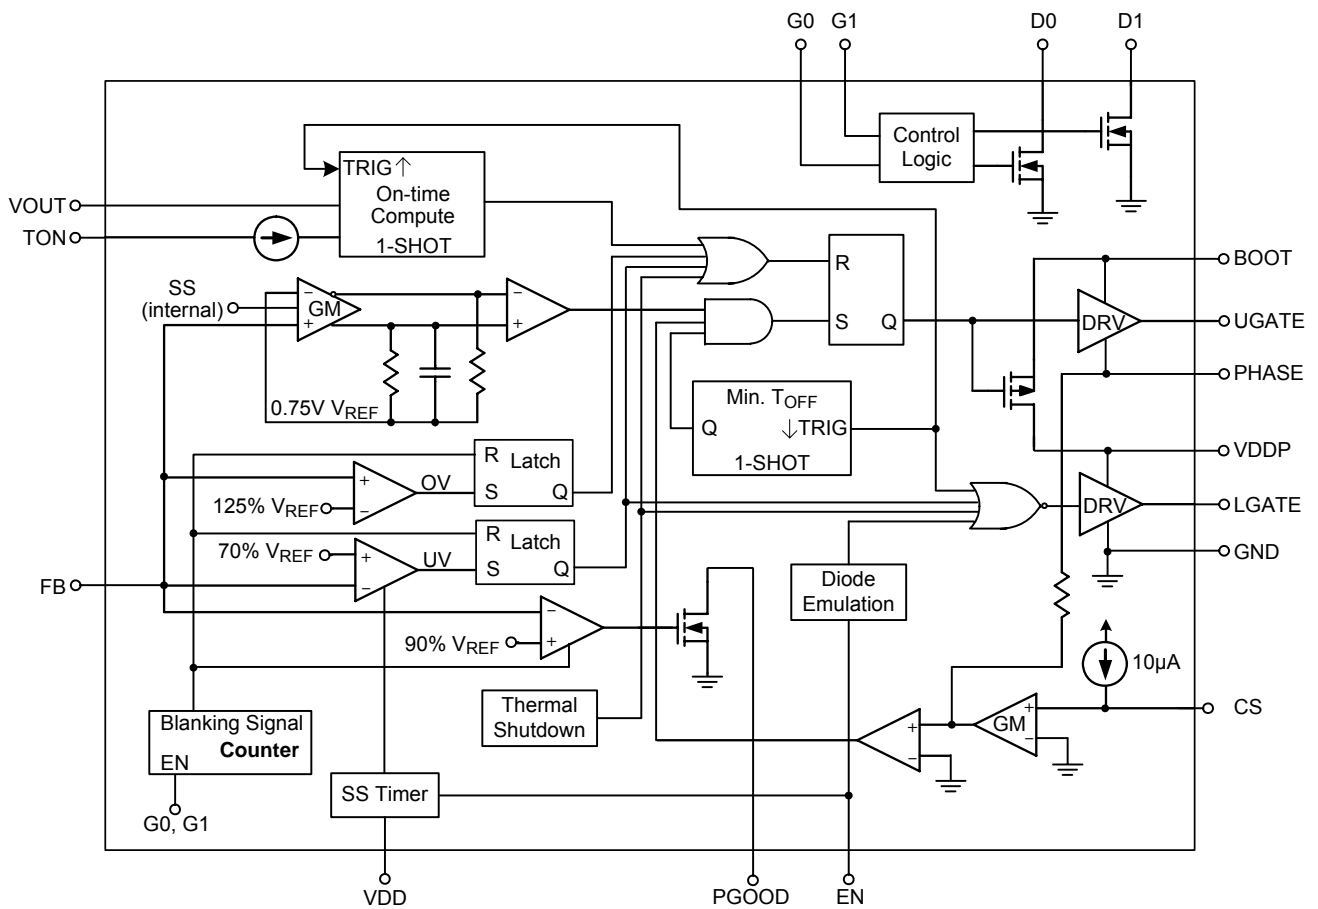 G0 G1 D0 D1
Control
Logic
TRIG ↑
On-time
Compute
1-SHOT
VOUT
TON
SS
(internal)
−
GM
+
−
+
0.75V VREF
R
S Q
BOOT
DRV
UGATE
PHASE
Min. TOFF
Q ↓TRIG
1-SHOT
VDDP
DRV
LGATE
GND
R Latch
S Q
+
−
OV
125% VREF
R Latch
S Q
70% VREF
+
−
UV
FB
−
+
90% VREF
Diode
Emulation
10µA
CS
+
GM
−
+
−
Thermal
Shutdown
Blanking Signal
Counter
EN
G0, G1
SS Timer
VDD
PGOOD
EN